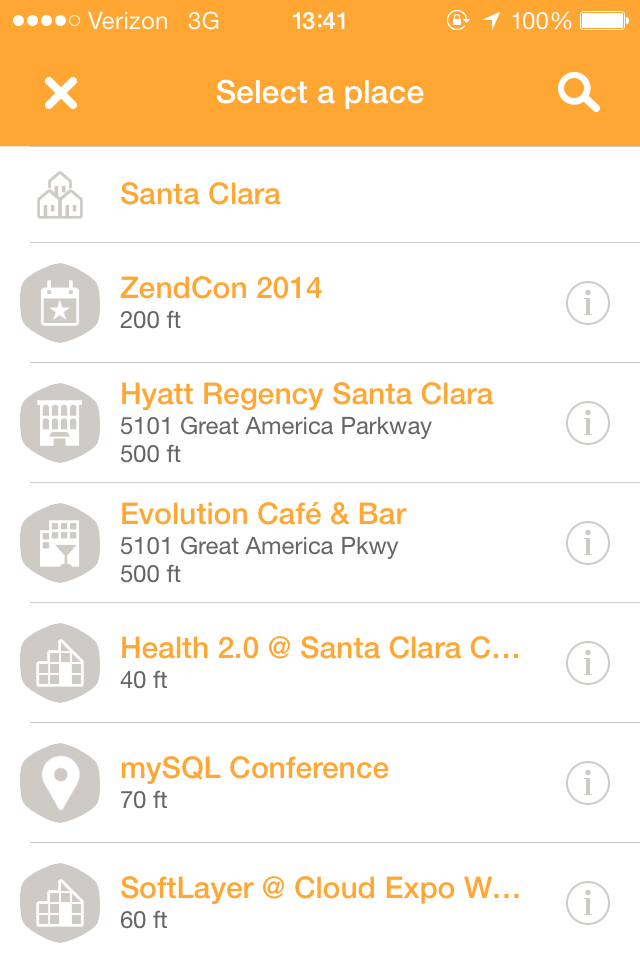 Verizon 3G 13:41 100%
Select a place
Santa Clara
ZendCon 2014
200 ft
Hyatt Regency Santa Clara
5101 Great America Parkway
500 ft
Evolution Café & Bar
5101 Great America Pkwy
500 ft
Health 2.0 @ Santa Clara C...
40 ft
mySQL Conference
70 ft
SoftLayer @ Cloud Expo W...
60 ft